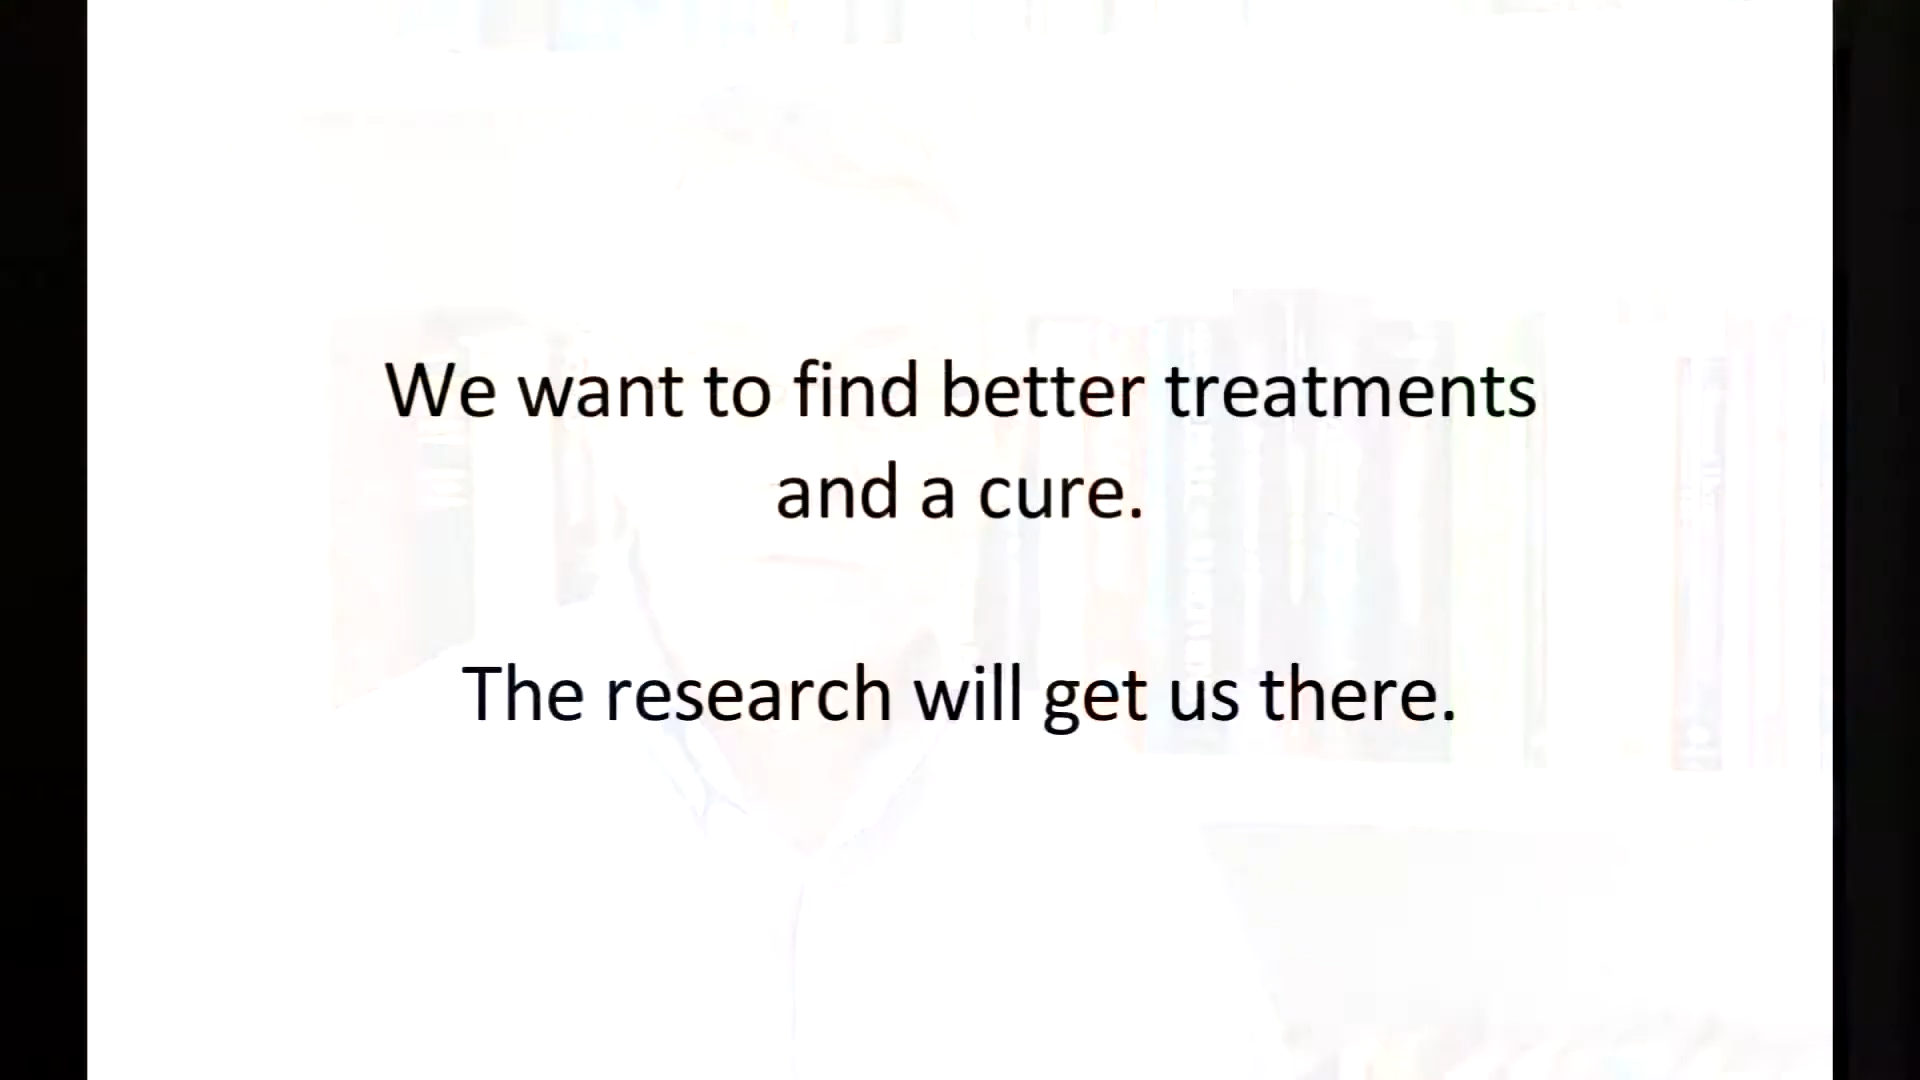 We want to find better treatments
and a cure.
The research will get us there.